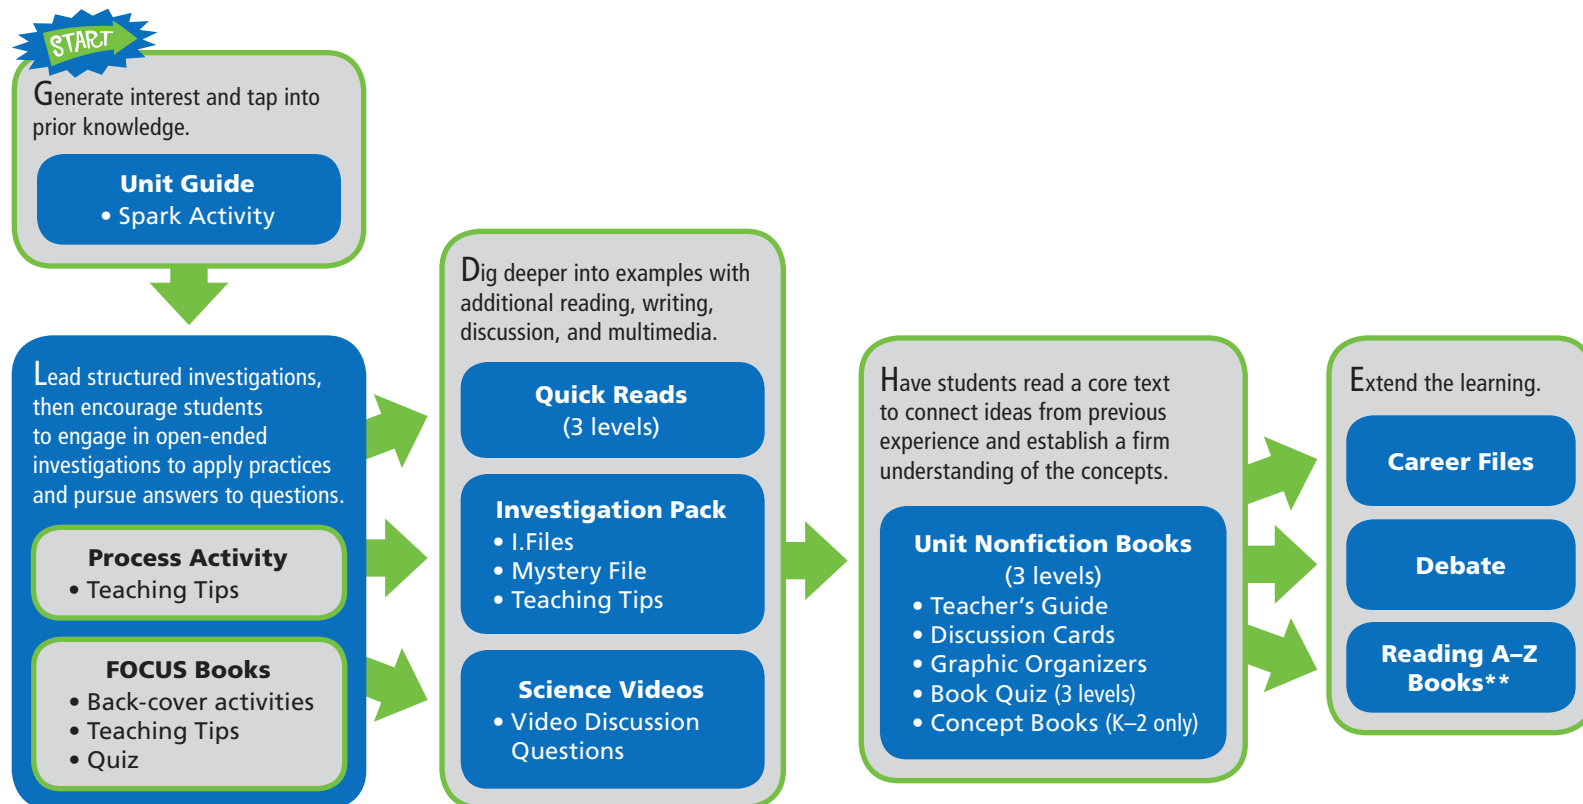 START
Generate interest and tap into
prior knowledge.
Unit Guide
• Spark Activity
Lead structured investigations,
then encourage students
to engage in open-ended
investigations to apply practices
and pursue answers to questions.
Process Activity
• Teaching Tips
FOCUS Books
• Back-cover activities
• Teaching Tips
• Quiz
Dig deeper into examples with
additional reading, writing,
discussion, and multimedia.
Quick Reads
(3 levels)
Investigation Pack
• I.Files
• Mystery File
• Teaching Tips
Science Videos
• Video Discussion
Questions
Have students read a core text
to connect ideas from previous
experience and establish a firm
understanding of the concepts.
Unit Nonfiction Books
(3 levels)
• Teacher’s Guide
• Discussion Cards
• Graphic Organizers
• Book Quiz (3 levels)
• Concept Books (K–2 only)
Extend the learning.
Career Files
Debate
Reading A–Z
Books**